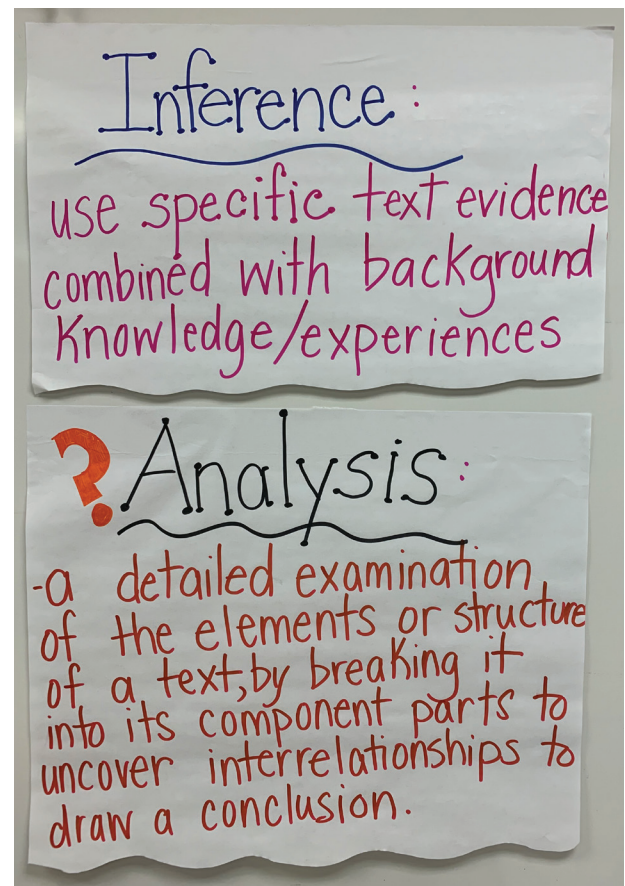 Inference:
use specific text evidence
combined with background
knowledge/experiences
? Analysis:
-a detailed examination
of the elements or structure
of a text, by breaking it
into its component parts to
uncover interrelationships to
draw a conclusion.